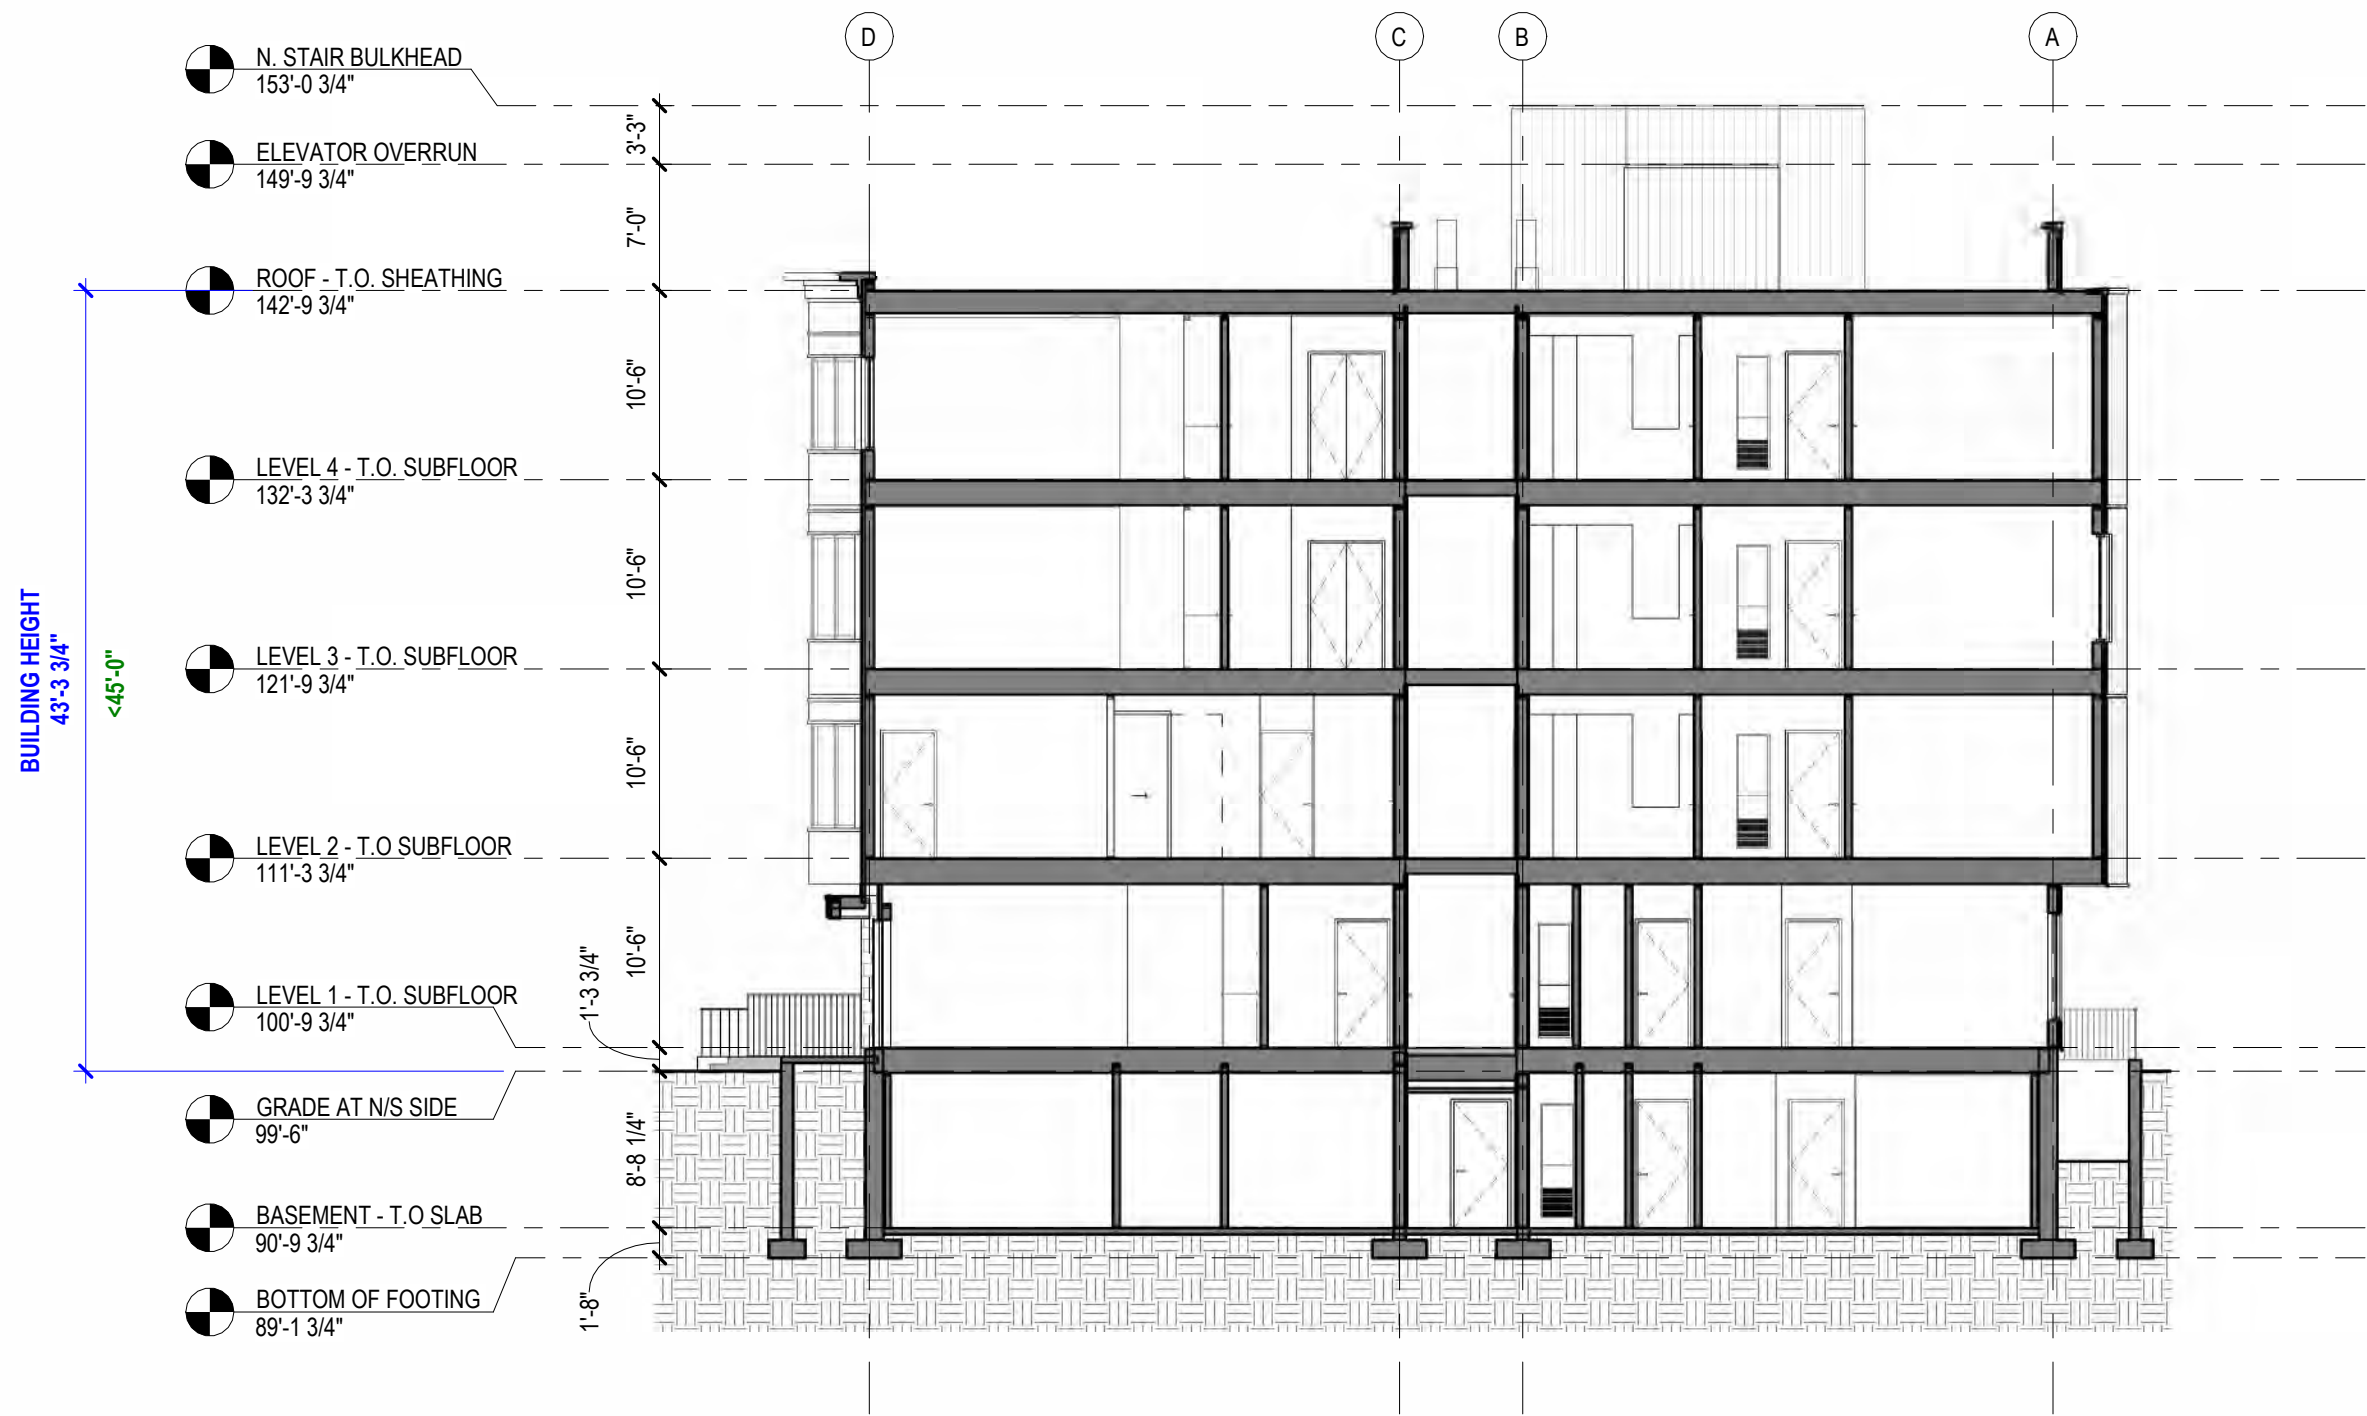 D
C
B
A
N. STAIR BULKHEAD
153'-0 3/4"
ELEVATOR OVERRUN
149'-9 3/4"
ROOF - T.O. SHEATHING
142'-9 3/4"
LEVEL 4 - T.O. SUBFLOOR
132'-3 3/4"
LEVEL 3 - T.O. SUBFLOOR
121'-9 3/4"
LEVEL 2 - T.O SUBFLOOR
111'-3 3/4"
LEVEL 1 - T.O. SUBFLOOR
100'-9 3/4"
GRADE AT N/S SIDE
99'-6"
BASEMENT - T.O SLAB
90'-9 3/4"
BOTTOM OF FOOTING
89'-1 3/4"
BUILDING HEIGHT
43'-3 3/4"
<45'-0"
3'-3"
7'-0"
10'-6"
10'-6"
10'-6"
10'-6"
1'-3 3/4"
8'-8 1/4"
1'-8"